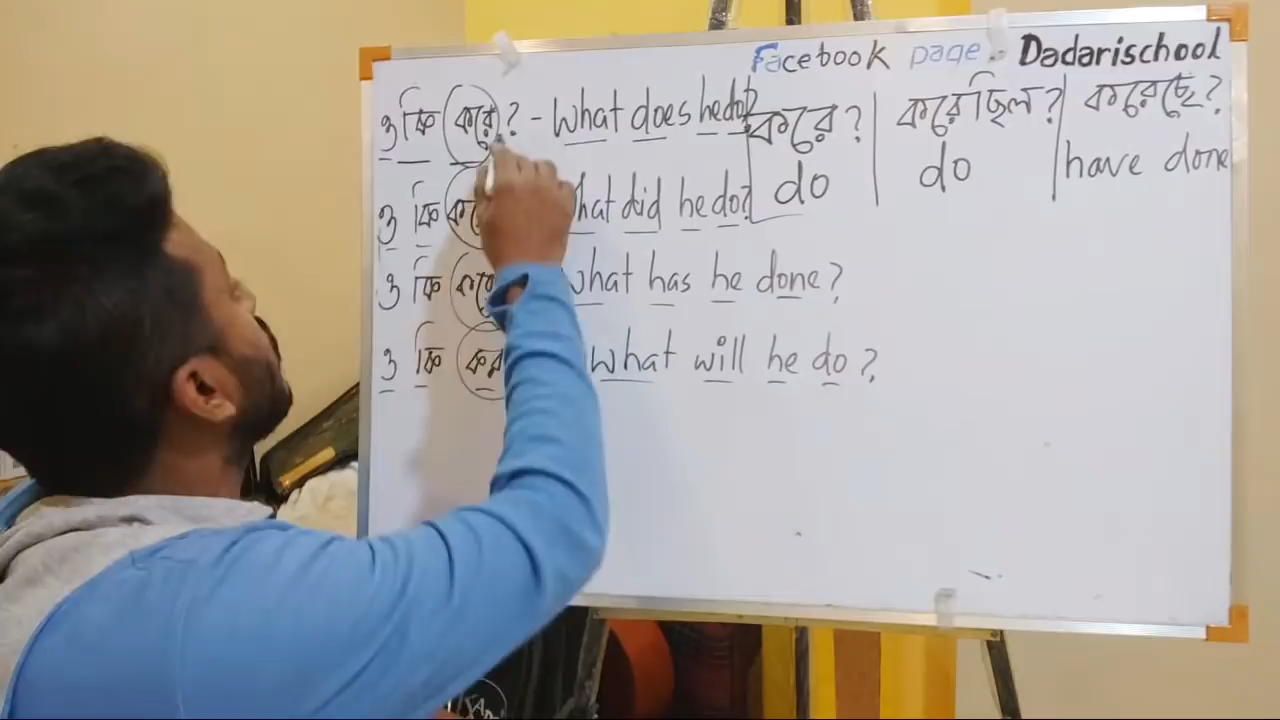 Facebook page. Dadarischool
ও কি করে? - What does he do? করে? করেছিল? করেছে?
do do have done
ও কি did he do?
ও কি What has he done?
ও কি What will he do?